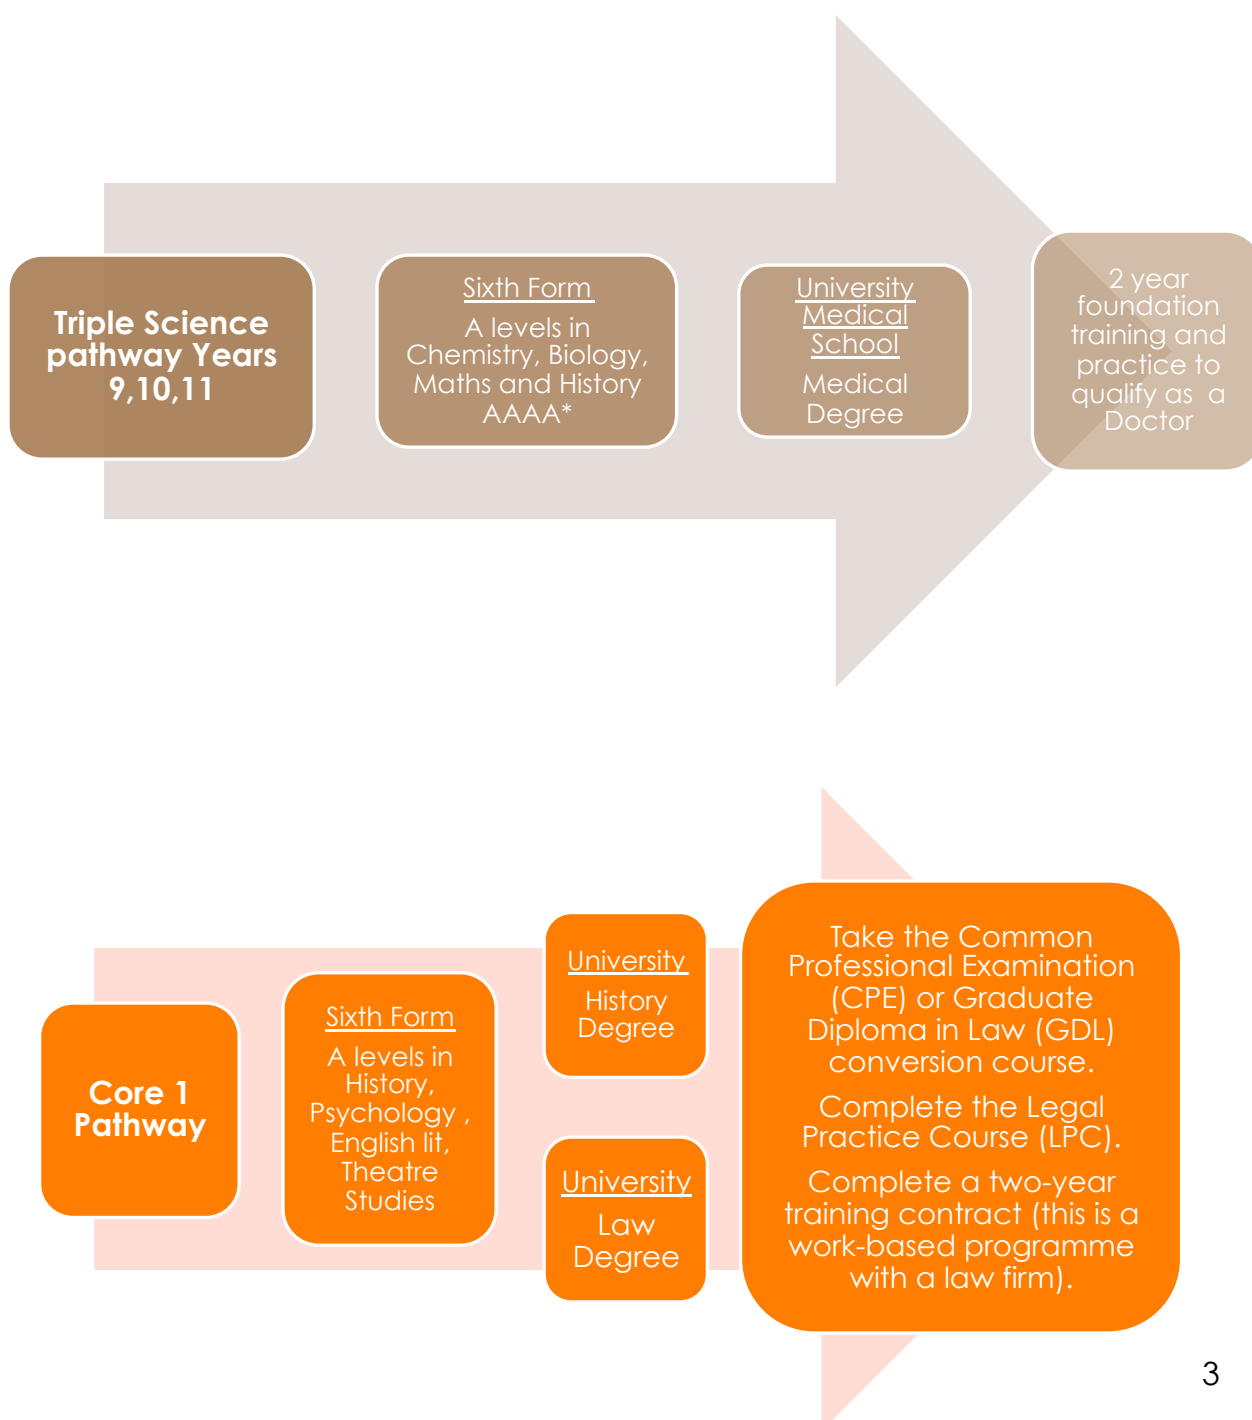 Triple Science
pathway Years
9,10,11
Sixth Form
A levels in
Chemistry, Biology,
Maths and History
AAAA*
University
Medical
School
Medical
Degree
2 year
foundation
training and
practice to
qualify as a
Doctor
Core 1
Pathway
Sixth Form
A levels in
History,
Psychology ,
English lit,
Theatre
Studies
University
History
Degree
University
Law
Degree
Take the Common
Professional Examination
(CPE) or Graduate
Diploma in Law (GDL)
conversion course.
Complete the Legal
Practice Course (LPC).
Complete a two-year
training contract (this is a
work-based programme
with a law firm).
3